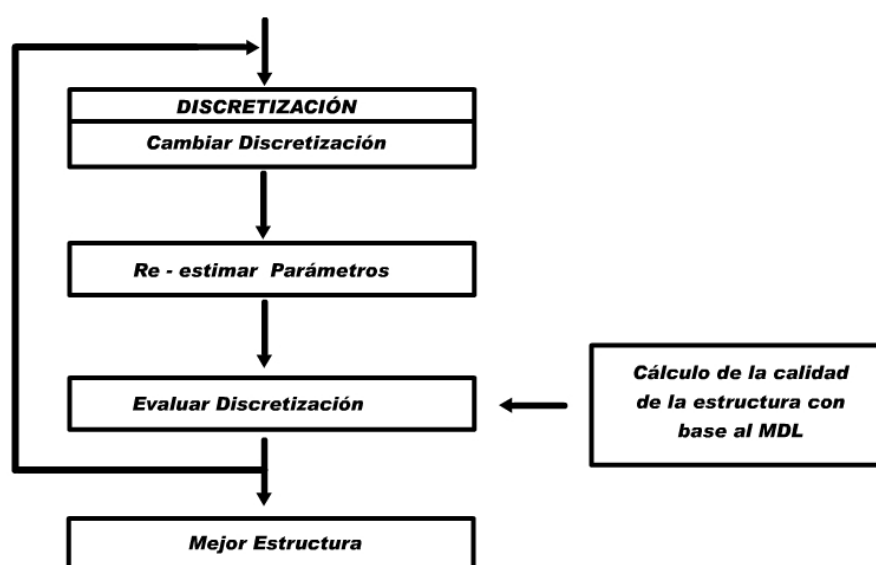 DISCRETIZACIÓN
Cambiar Discretización
Re - estimar Parámetros
Evaluar Discretización
Cálculo de la calidad
de la estructura con
base al MDL
Mejor Estructura